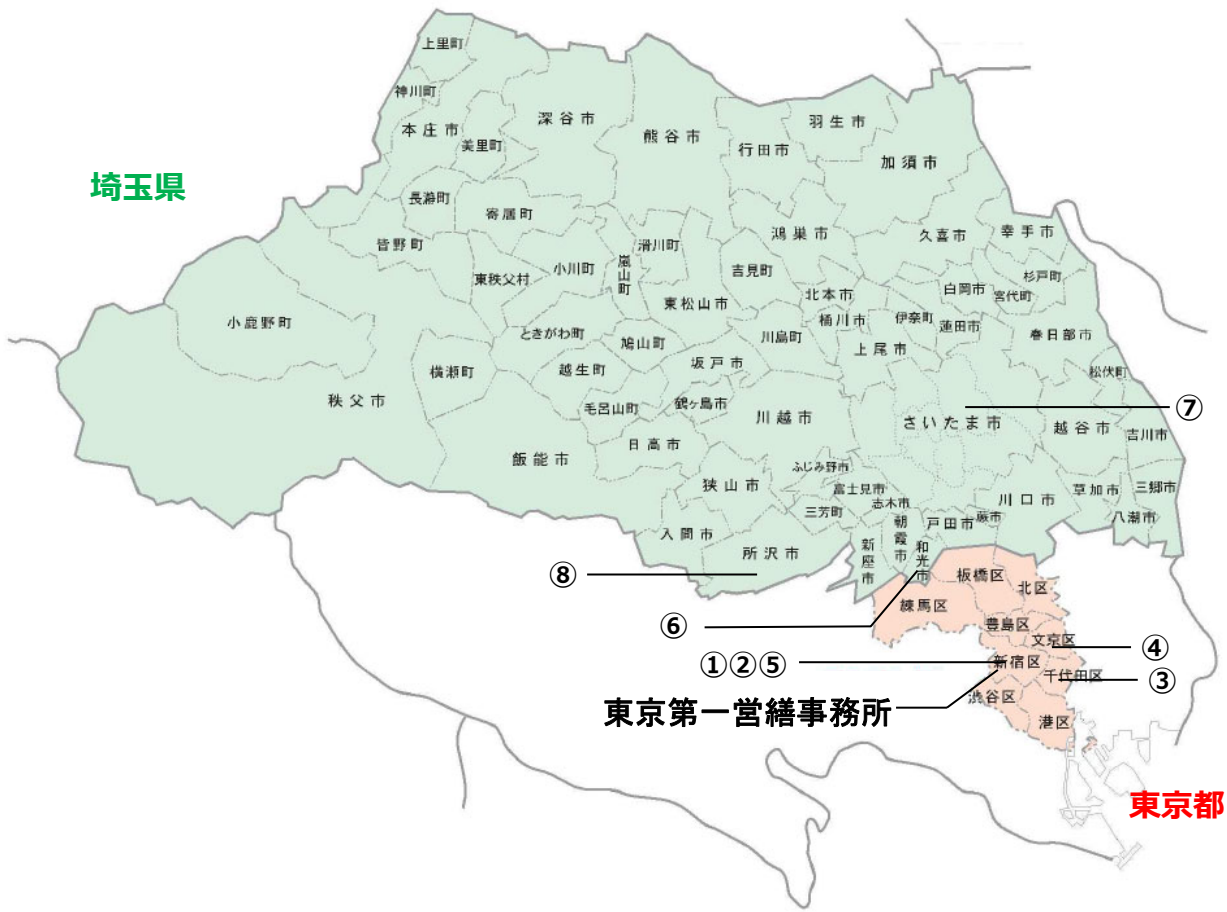 上里町
神川町
本庄市
美里町
深谷市
熊谷市
行田市
羽生市
加須市
埼玉県
長瀞町
寄居町
皆野町
東秩父村
小川町
嵐山町
滑川町
吉見町
鴻巣市
久喜市
幸手市
杉戸町
宮代町
白岡市
東松山市
北本市
桶川市
伊奈町
蓮田市
春日部市
小鹿野町
ときがわ町
鳩山町
川島町
上尾市
松伏町
横瀬町
越生町
坂戸市
秩父市
毛呂山町
鶴ヶ島市
川越市
さいたま市
⑦
越谷市
吉川市
飯能市
日高市
ふじみ野市
狭山市
富士見市
三芳町
志木市
川口市
草加市
三郷市
八潮市
入間市
所沢市
新座市
朝霞市
和光市
戸田市
蕨市
⑧
板橋区
北区
練馬区
⑥
豊島区
文京区
④
①②⑤
新宿区
千代田区
③
東京第一営繕事務所
渋谷区
港区
東京都